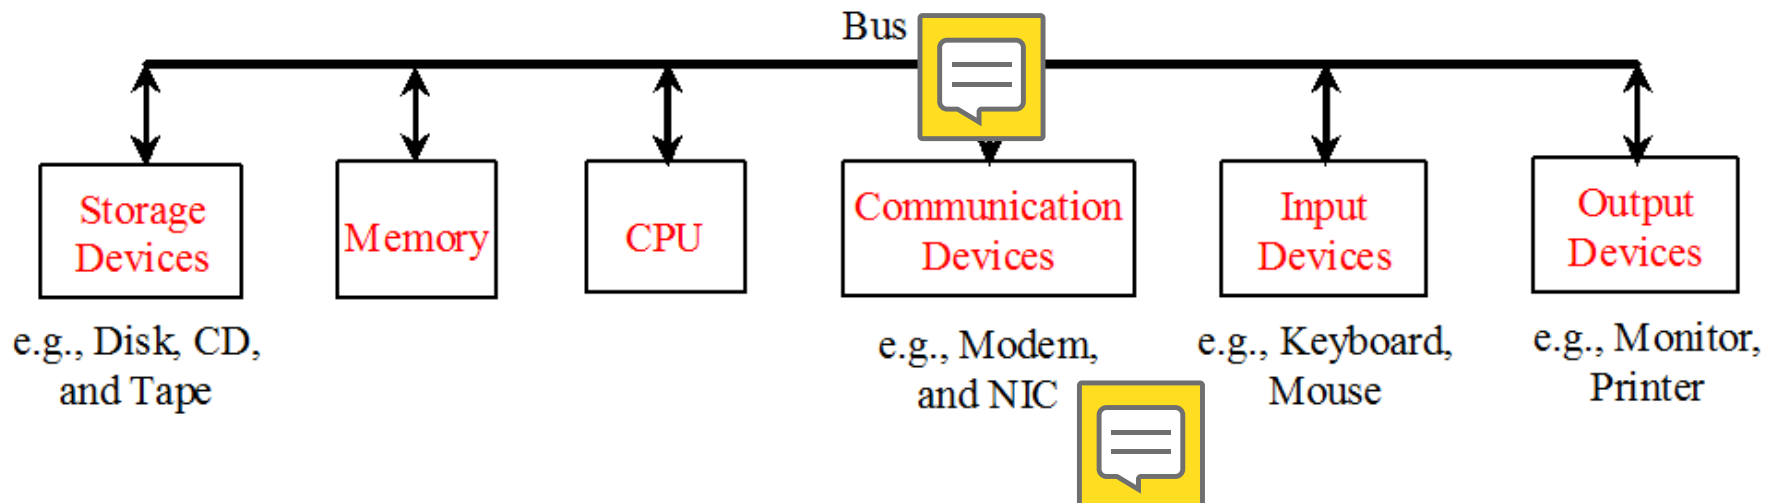 Bus
Storage
Devices
Memory
CPU
Communication
Devices
Input
Devices
Output
Devices
e.g., Disk, CD,
and Tape
e.g., Modem,
and NIC
e.g., Keyboard,
Mouse
e.g., Monitor,
Printer